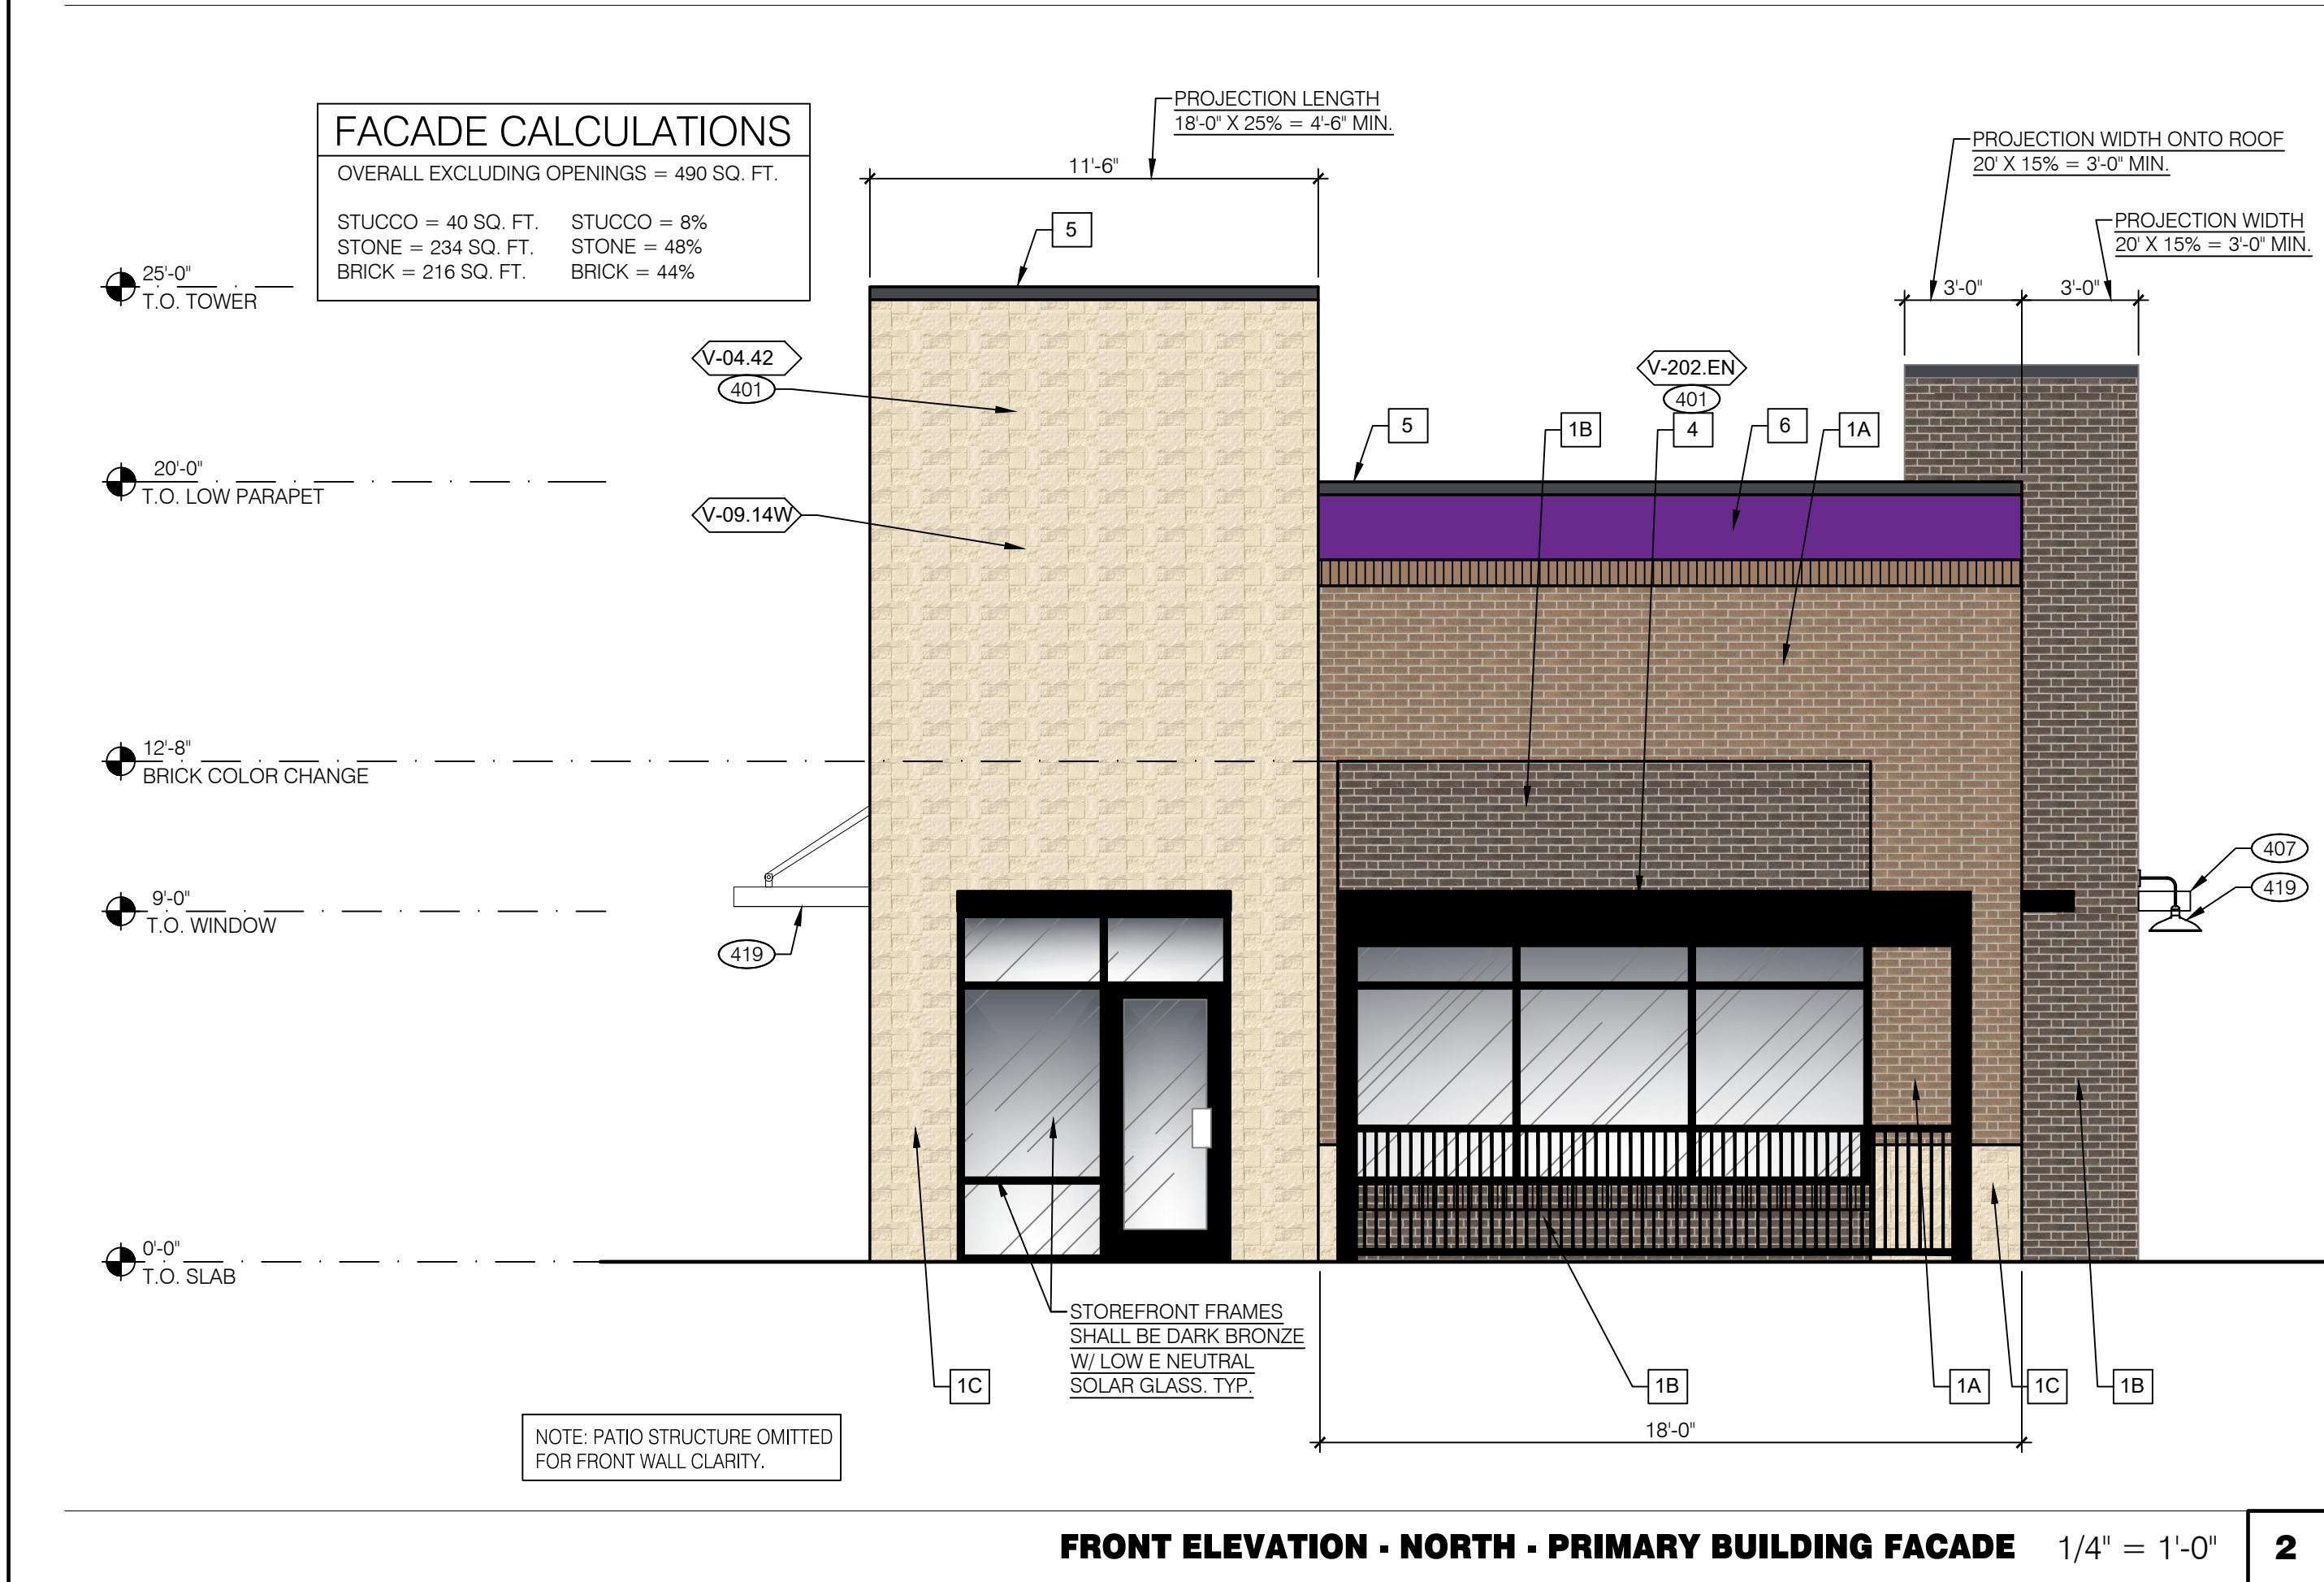 FACADE CALCULATIONS
OVERALL EXCLUDING OPENINGS = 490 SQ. FT.
STUCCO = 40 SQ. FT. STUCCO = 8%
STONE = 234 SQ. FT. STONE = 48%
BRICK = 216 SQ. FT. BRICK = 44%
PROJECTION LENGTH
18'-0" X 25% = 4'-6" MIN.
11'-6"
PROJECTION WIDTH ONTO ROOF
20' X 15% = 3'-0" MIN.
PROJECTION WIDTH
20' X 15% = 3'-0" MIN.
3'-0" 3'-0"
5
25'-0"
T.O. TOWER
V-04.42
401
V-202.EN
401
5
1B
4
6
1A
20'-0"
T.O. LOW PARAPET
V-09.14W
12'-8"
BRICK COLOR CHANGE
407
419
9'-0"
T.O. WINDOW
419
0'-0"
T.O. SLAB
STOREFRONT FRAMES
SHALL BE DARK BRONZE
W/ LOW E NEUTRAL
SOLAR GLASS. TYP.
1C
1B
1A
1C
1B
18'-0"
NOTE: PATIO STRUCTURE OMITTED
FOR FRONT WALL CLARITY.
FRONT ELEVATION - NORTH - PRIMARY BUILDING FACADE 1/4" = 1'-0" 2